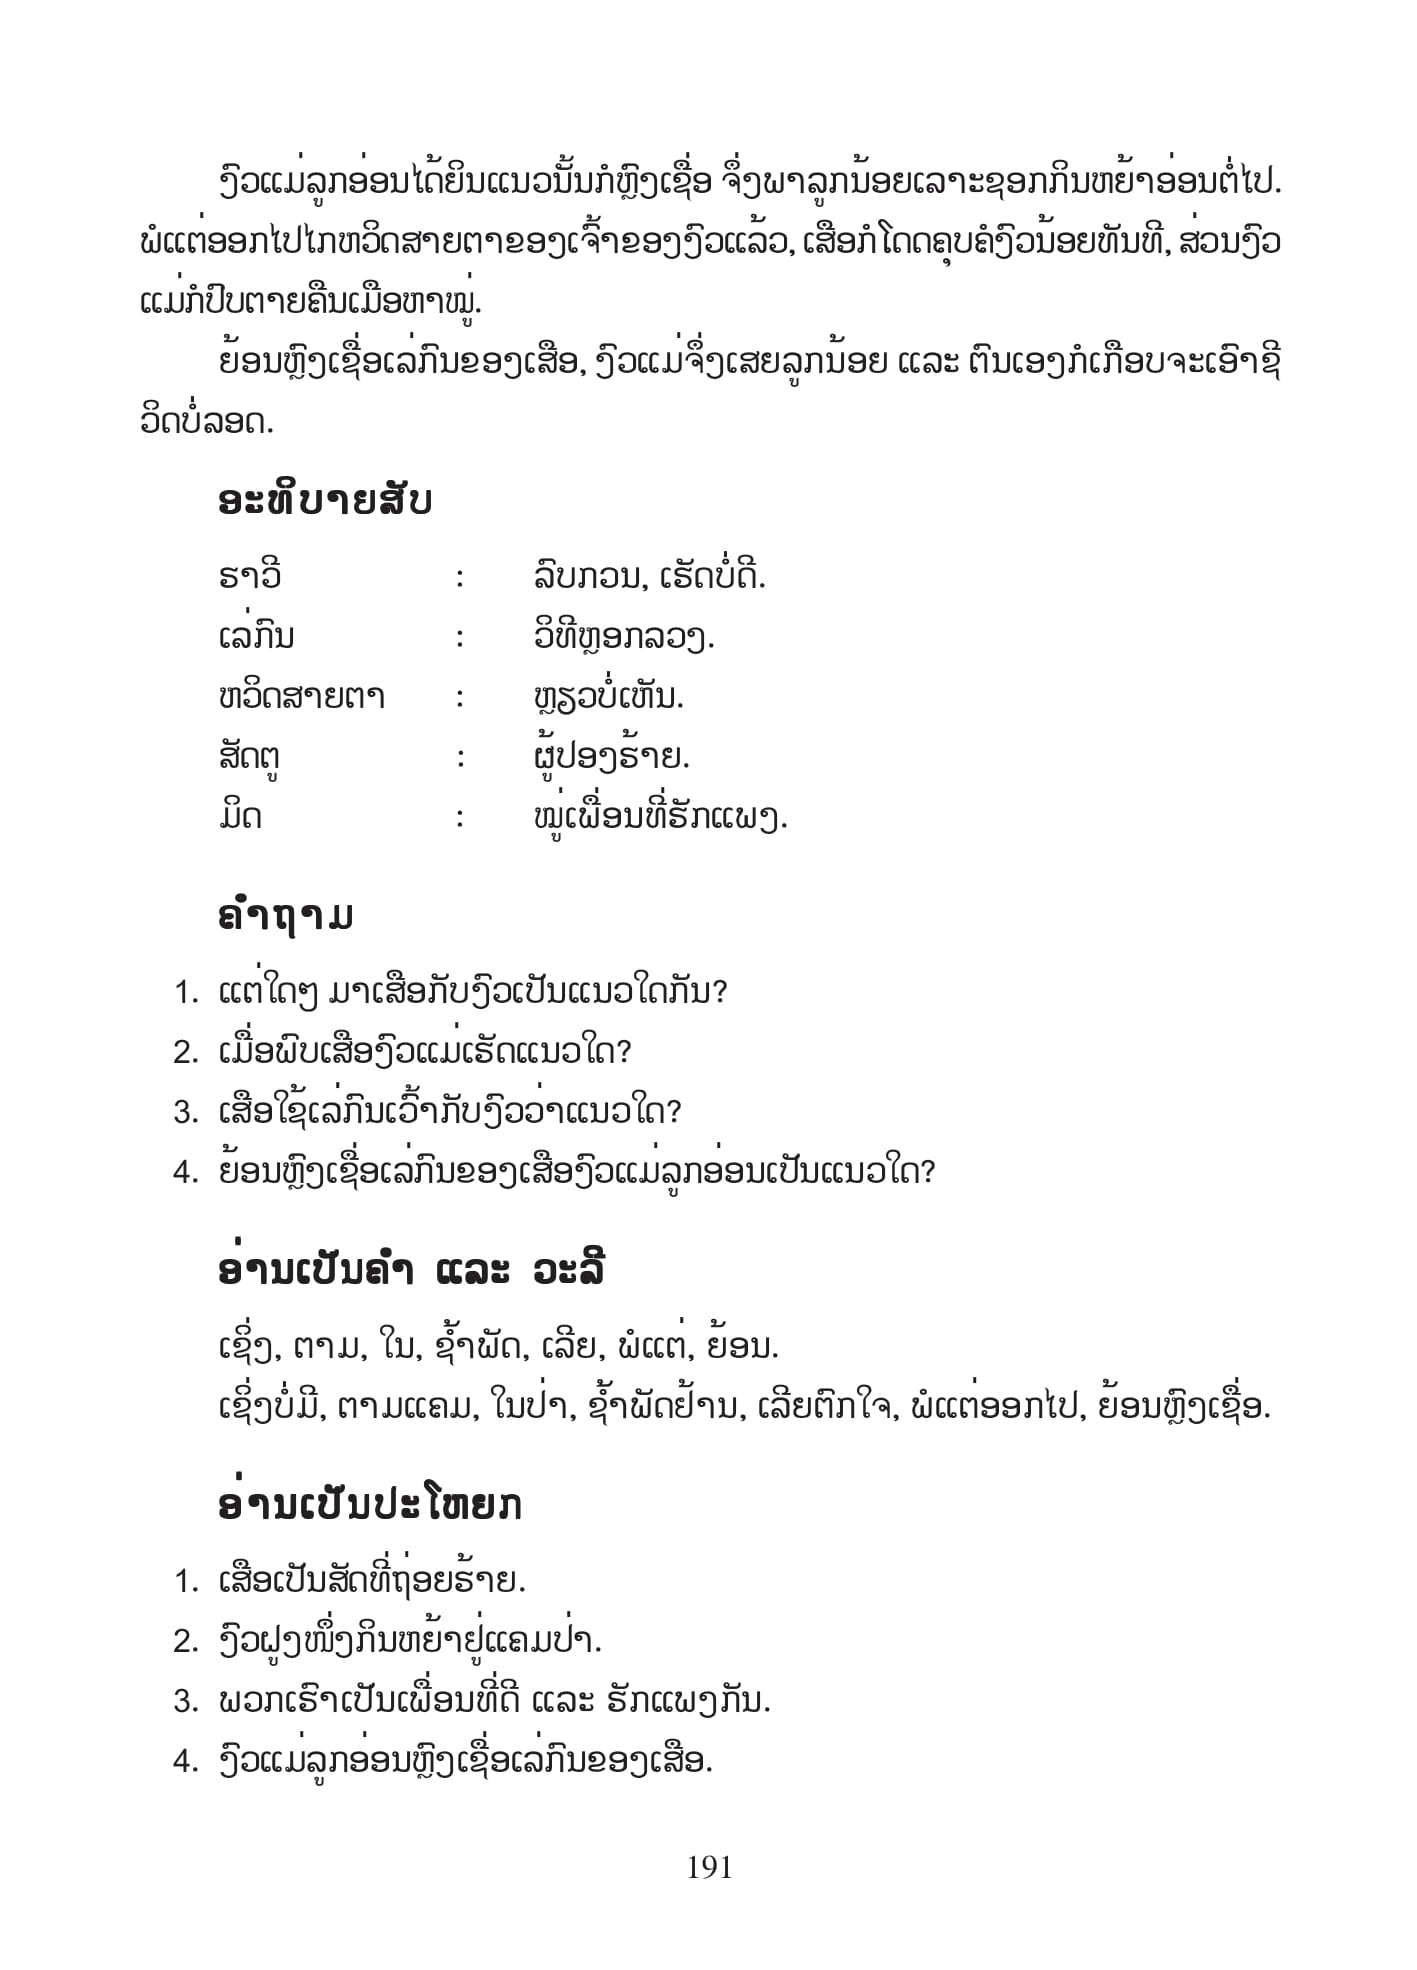 ງົວແມ່ລູກອ່ອນໄດ້ຍິນແນວນັ້ນກໍຫຼົງເຊື່ອ ຈຶ່ງພາລູກນ້ອຍເລາະຊອກກິນຫຍ້າອ່ອນຕໍ່ໄປ.
ພໍແຕ່ອອກໄປໄກຫວິດສາຍຕາຂອງເຈົ້າຂອງງົວແລ້ວ, ເສືອກໍໂດດຄຸບຄໍງົວນ້ອຍທັນທີ, ສ່ວນງົວ
ແມ່ກໍປົບຕາຍຄືນເມືອຫາໝູ່.
ຍ້ອນຫຼົງເຊື່ອເລ່ກົນຂອງເສືອ, ງົວແມ່ຈຶ່ງເສຍລູກນ້ອຍ ແລະ ຕົນເອງກໍເກືອບຈະເອົາຊີ
ວິດບໍ່ລອດ.
ອະທິບາຍສັບ
ຮາວີ : ລົບກວນ, ເຮັດບໍ່ດີ.
ເລ່ກົນ : ວິທີຫຼອກລວງ.
ຫວິດສາຍຕາ : ຫຼຽວບໍ່ເຫັນ.
ສັດຕູ : ຜູ້ປອງຮ້າຍ.
ມິດ : ໝູ່ເພື່ອນທີ່ຮັກແພງ.
ຄຳຖາມ
1. ແຕ່ໃດໆ ມາເສືອກັບງົວເປັນແນວໃດກັນ?
2. ເມື່ອພົບເສືອງົວແມ່ເຮັດແນວໃດ?
3. ເສືອໃຊ້ເລ່ກົນເວົ້າກັບງົວວ່າແນວໃດ?
4. ຍ້ອນຫຼົງເຊື່ອເລ່ກົນຂອງເສືອງົວແມ່ລູກອ່ອນເປັນແນວໃດ?
ອ່ານເປັນຄຳ ແລະ ວະລີ
ເຊິ່ງ, ຕາມ, ໃນ, ຊ້ຳພັດ, ເລີຍ, ພໍແຕ່, ຍ້ອນ.
ເຊິ່ງບໍ່ມີ, ຕາມແຄມ, ໃນປ່າ, ຊ້ຳພັດຢ້ານ, ເລີຍຕົກໃຈ, ພໍແຕ່ອອກໄປ, ຍ້ອນຫຼົງເຊື່ອ.
ອ່ານເປັນປະໂຫຍກ
1. ເສືອເປັນສັດທີ່ຖ່ອຍຮ້າຍ.
2. ງົວຝູງໜຶ່ງກິນຫຍ້າຢູ່ແຄມປ່າ.
3. ພວກເຮົາເປັນເພື່ອນທີ່ດີ ແລະ ຮັກແພງກັນ.
4. ງົວແມ່ລູກອ່ອນຫຼົງເຊື່ອເລ່ກົນຂອງເສືອ.
191